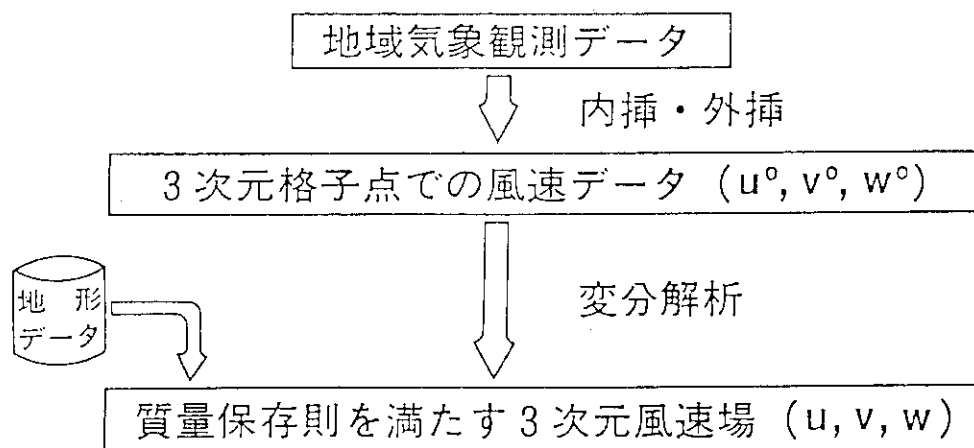 地域気象観測データ
内挿・外挿
3次元格子点での風速データ (u°, v°, w°)
変分解析
地 形
データ
質量保存則を満たす3次元風速場 (u, v, w)